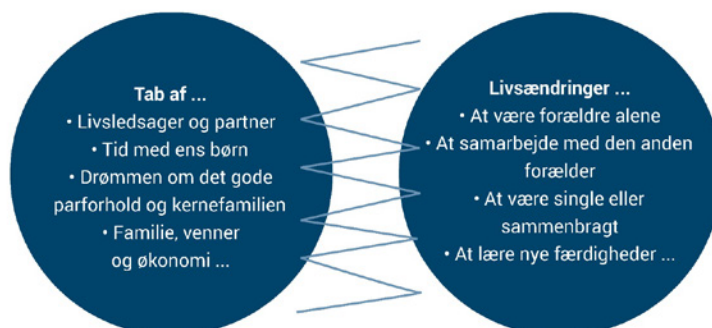 Tab af ...
• Livsledsager og partner
• Tid med ens børn
• Drømmen om det gode
parforhold og kernefamilien
• Familie, venner
og økonomi ...
Livsændringer ...
• At være forældre alene
• At samarbejde med den anden
forælder
• At være single eller
sammenbragt
• At lære nye færdigheder ...